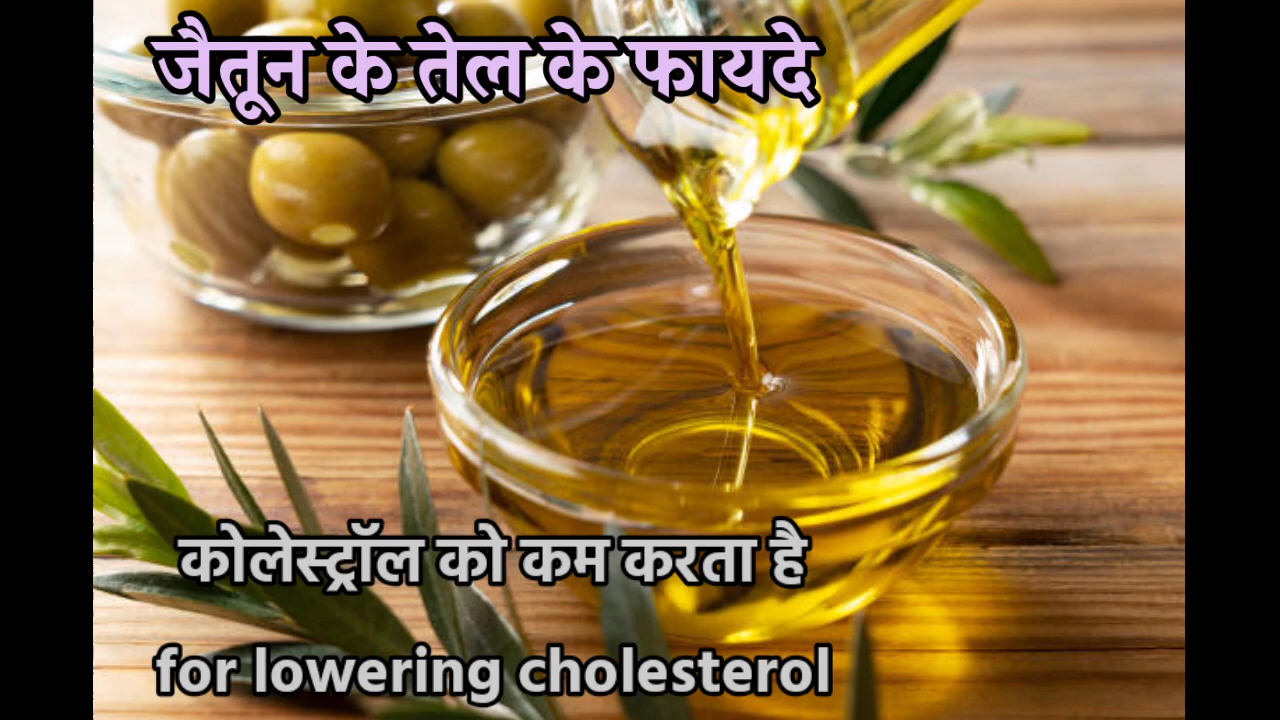 जैतून के तेल के फायदे
कोलेस्ट्रॉल को कम करता है
for lowering cholesterol